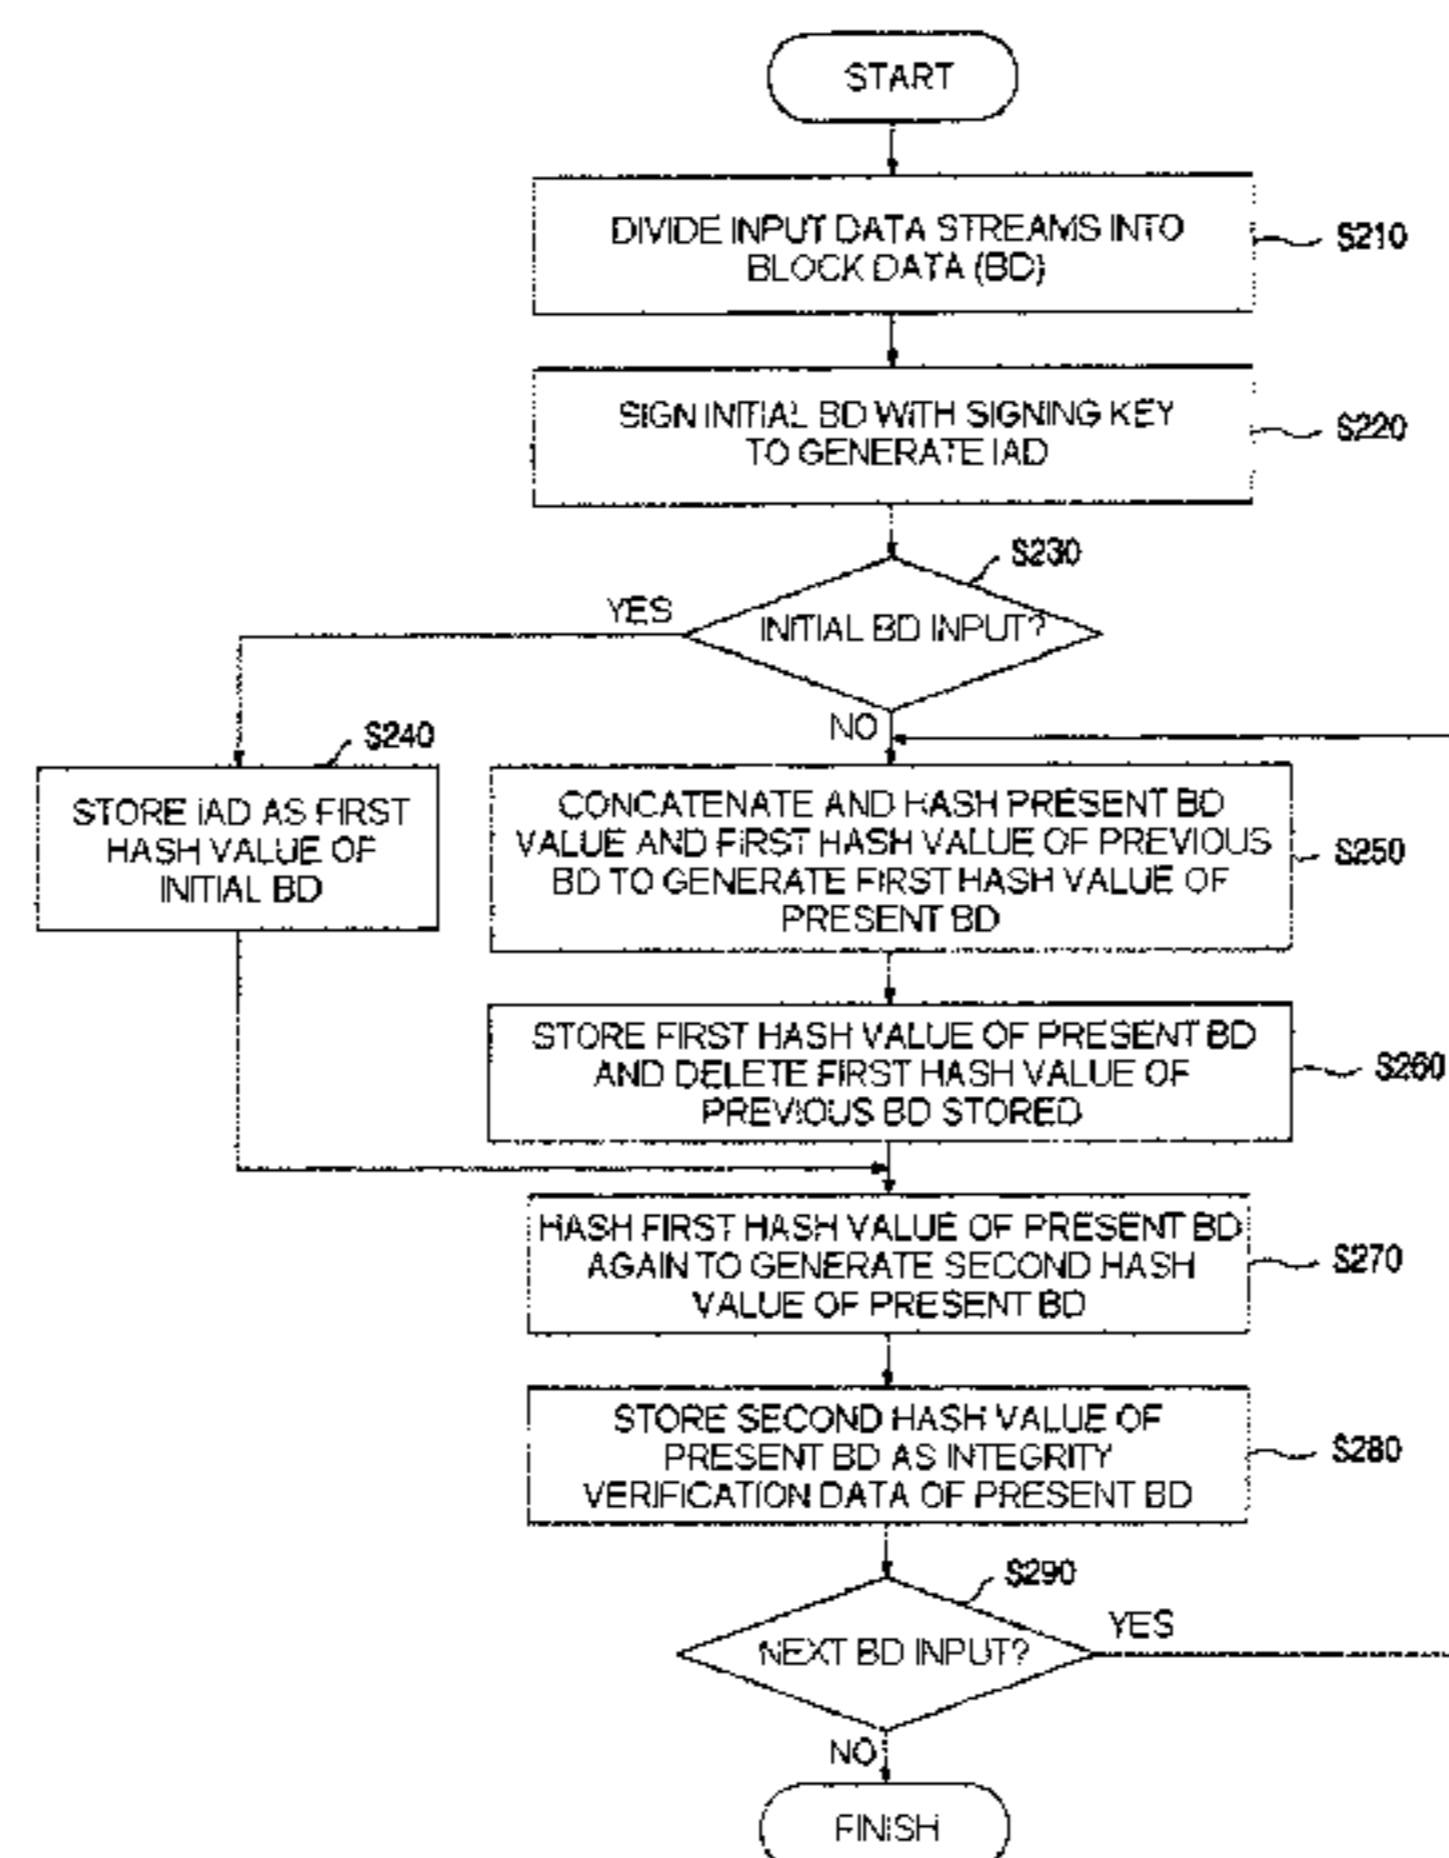 START
DIVIDE INPUT DATA STREAMS INTO
BLOCK DATA (BD)
S210
SIGN INITIAL BD WITH SIGNING KEY
TO GENERATE IAD
S220
S230
INITIAL BD INPUT?
YES
NO
S240
STORE IAD AS FIRST
HASH VALUE OF
INITIAL BD
CONCATENATE AND HASH PRESENT BD
VALUE AND FIRST HASH VALUE OF PREVIOUS
BD TO GENERATE FIRST HASH VALUE OF
PRESENT BD
S250
STORE FIRST HASH VALUE OF PRESENT BD
AND DELETE FIRST HASH VALUE OF
PREVIOUS BD STORED
S260
HASH FIRST HASH VALUE OF PRESENT BD
AGAIN TO GENERATE SECOND HASH
VALUE OF PRESENT BD
S270
STORE SECOND HASH VALUE OF
PRESENT BD AS INTEGRITY
VERIFICATION DATA OF PRESENT BD
S280
S290
NEXT BD INPUT?
YES
NO
FINISH